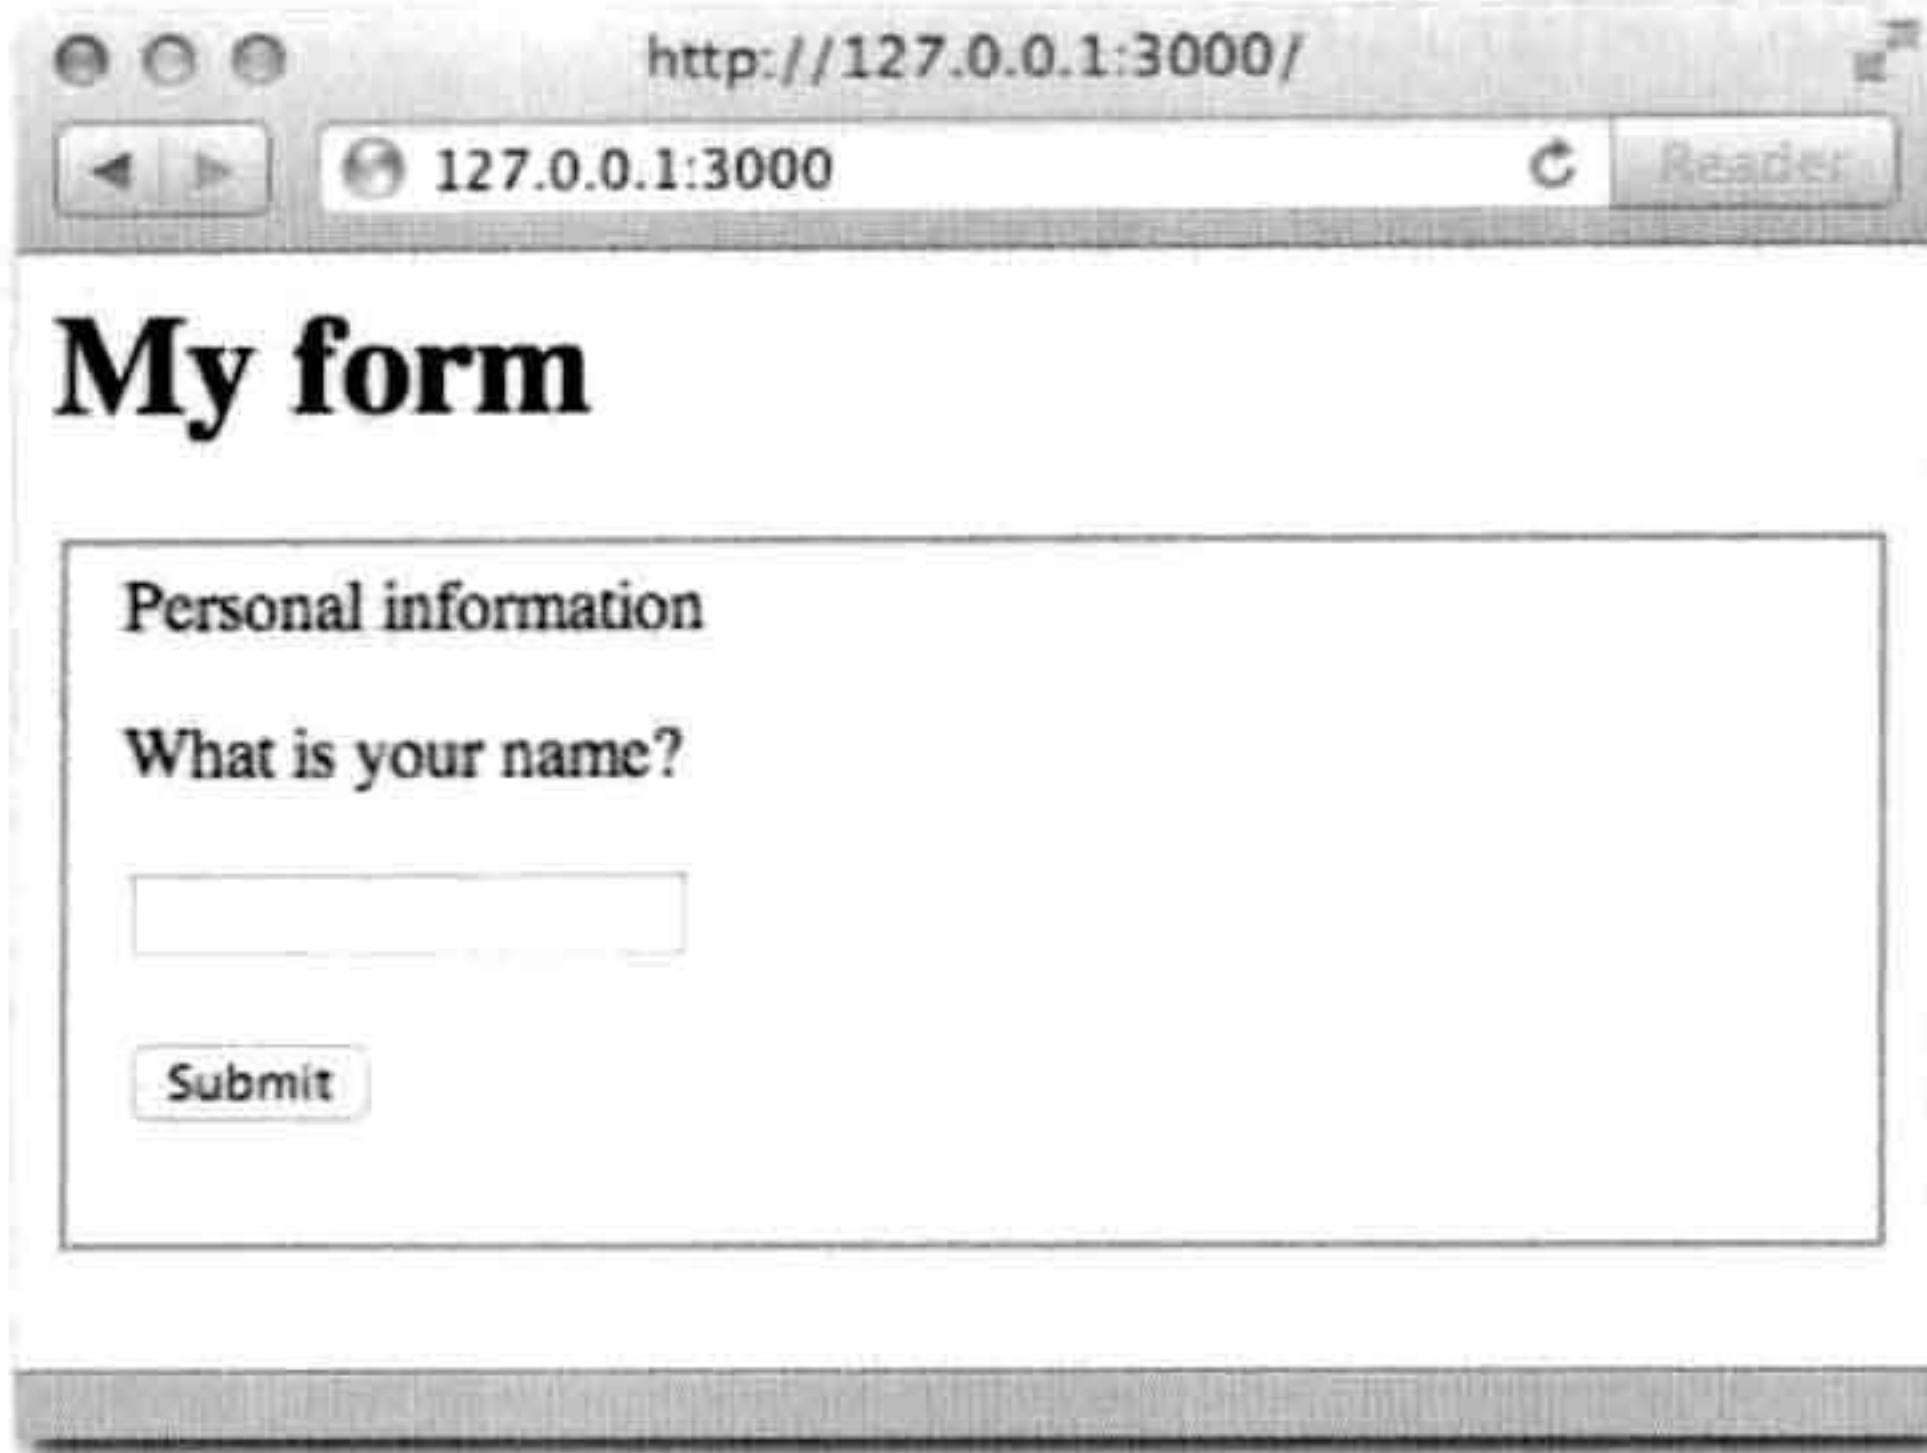 http://127.0.0.1:3000/
127.0.0.1:3000
Reader
My form
Personal information
What is your name?
Submit